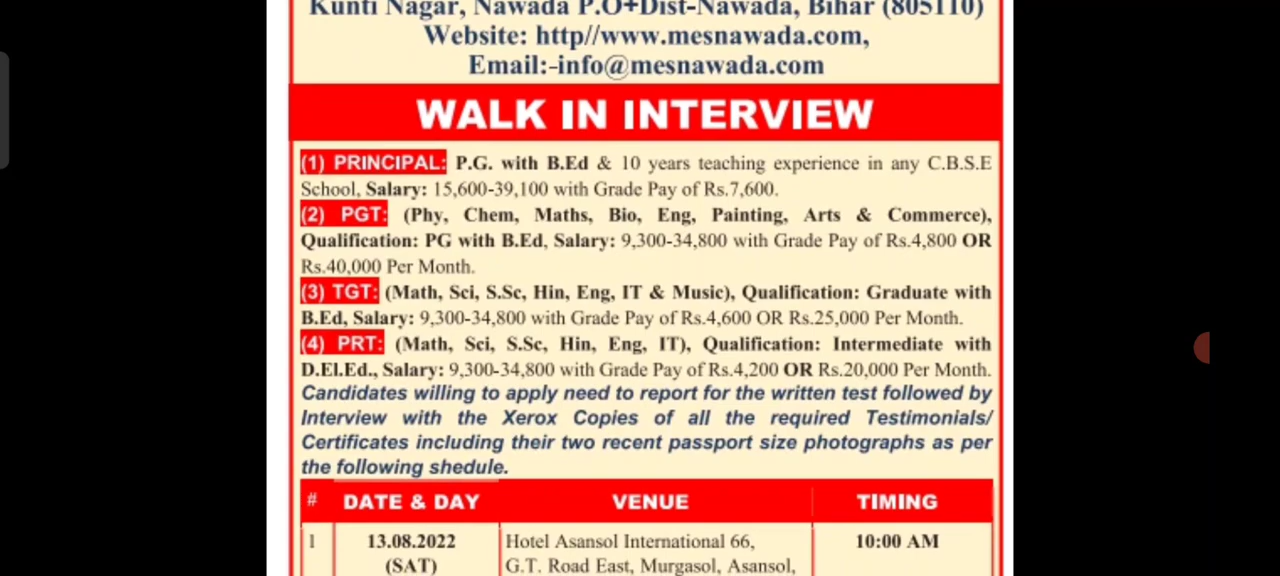 Kunti Nagar, Nawada P.O+Dist-Nawada, Bihar (805110)
Website: http//www.mesnawada.com,
Email:-info@mesnawada.com
WALK IN INTERVIEW
(1) PRINCIPAL: P.G. with B.Ed & 10 years teaching experience in any C.B.S.E
School, Salary: 15,600-39,100 with Grade Pay of Rs.7,600.
(2) PGT: (Phy, Chem, Maths, Bio, Eng, Painting, Arts & Commerce),
Qualification: PG with B.Ed, Salary: 9,300-34,800 with Grade Pay of Rs.4,800 OR
Rs.40,000 Per Month.
(3) TGT: (Math, Sci, S.Sc, Hin, Eng, IT & Music), Qualification: Graduate with
B.Ed, Salary: 9,300-34,800 with Grade Pay of Rs.4,600 OR Rs.25,000 Per Month.
(4) PRT: (Math, Sci, S.Sc, Hin, Eng, IT), Qualification: Intermediate with
D.El.Ed., Salary: 9,300-34,800 with Grade Pay of Rs.4,200 OR Rs.20,000 Per Month.
Candidates willing to apply need to report for the written test followed by
Interview with the Xerox Copies of all the required Testimonials/
Certificates including their two recent passport size photographs as per
the following shedule.
# DATE & DAY VENUE TIMING
1 13.08.2022 Hotel Asansol International 66, 10:00 AM
(SAT) G.T. Road East, Murgasol, Asansol,